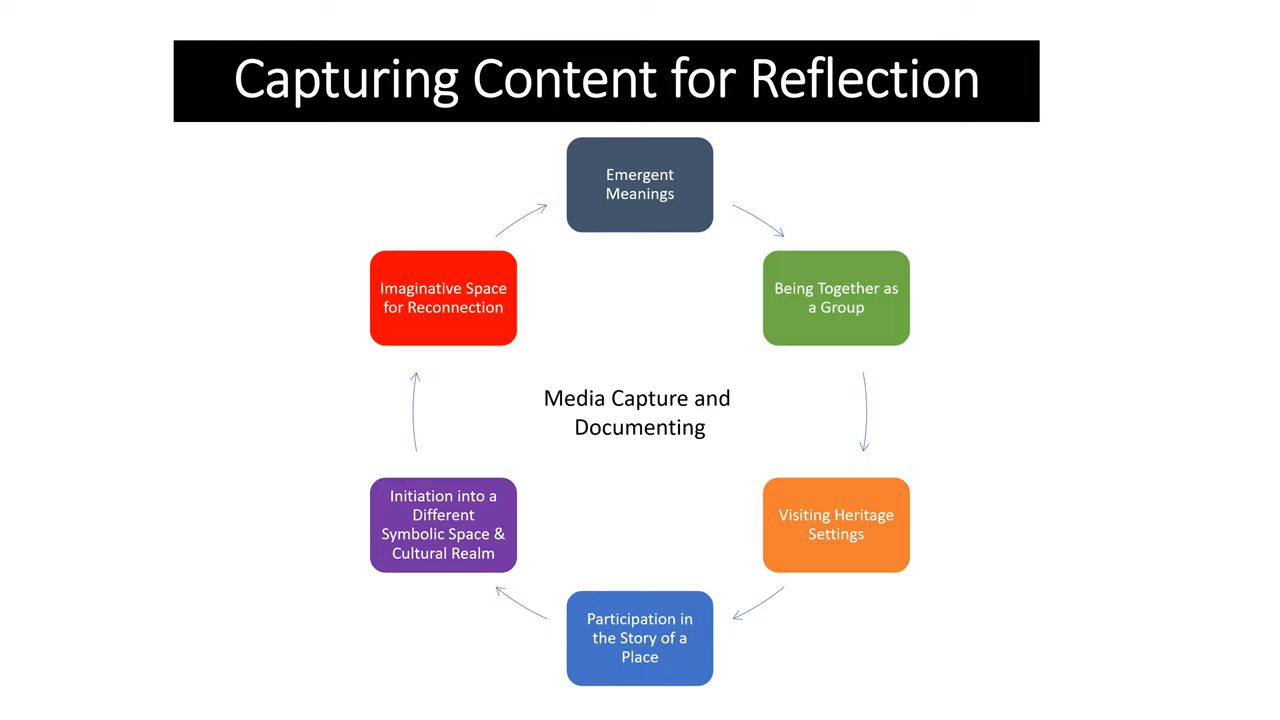 Capturing Content for Reflection
Emergent
Meanings
Being Together as
a Group
Visiting Heritage
Settings
Participation in
the Story of a
Place
Initiation into a
Different
Symbolic Space &
Cultural Realm
Imaginative Space
for Reconnection
Media Capture and
Documenting